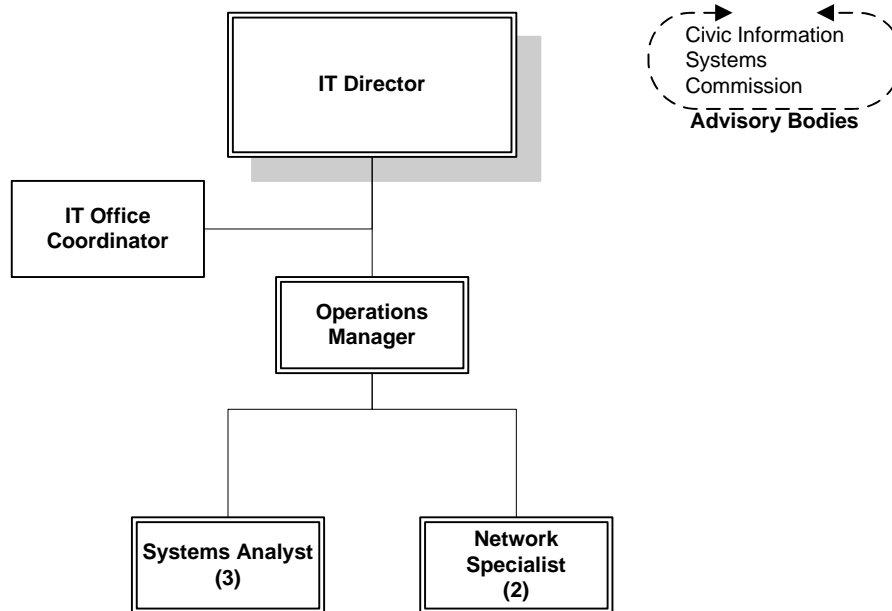 IT Director
Civic Information
Systems
Commission
Advisory Bodies
IT Office
Coordinator
Operations
Manager
Systems Analyst
(3)
Network
Specialist
(2)